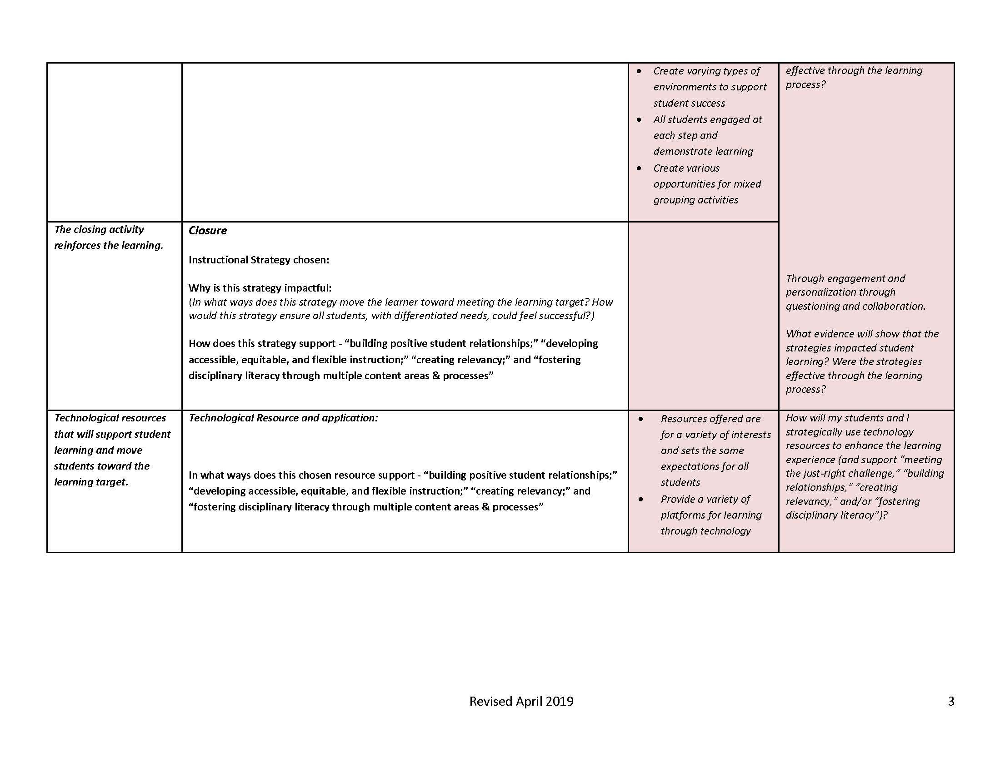 • Create varying types of
environments to support
student success
• All students engaged at
each step and
demonstrate learning
• Create various
opportunities for mixed
grouping activities
effective through the learning
process?
The closing activity
reinforces the learning.
Closure
Instructional Strategy chosen:
Why is this strategy impactful:
(In what ways does this strategy move the learner toward meeting the learning target? How
would this strategy ensure all students, with differentiated needs, could feel successful?)
How does this strategy support - “building positive student relationships;” “developing
accessible, equitable, and flexible instruction;” “creating relevancy;” and “fostering
disciplinary literacy through multiple content areas & processes”
Through engagement and
personalization through
questioning and collaboration.
What evidence will show that the
strategies impacted student
learning? Were the strategies
effective through the learning
process?
Technological resources
that will support student
learning and move
students toward the
learning target.
Technological Resource and application:
In what ways does this chosen resource support - “building positive student relationships;”
“developing accessible, equitable, and flexible instruction;” “creating relevancy;” and
“fostering disciplinary literacy through multiple content areas & processes”
• Resources offered are
for a variety of interests
and sets the same
expectations for all
students
• Provide a variety of
platforms for learning
through technology
How will my students and I
strategically use technology
resources to enhance the learning
experience (and support “meeting
the just-right challenge,” “building
relationships,” “creating
relevancy,” and/or “fostering
disciplinary literacy”)?
Revised April 2019
3